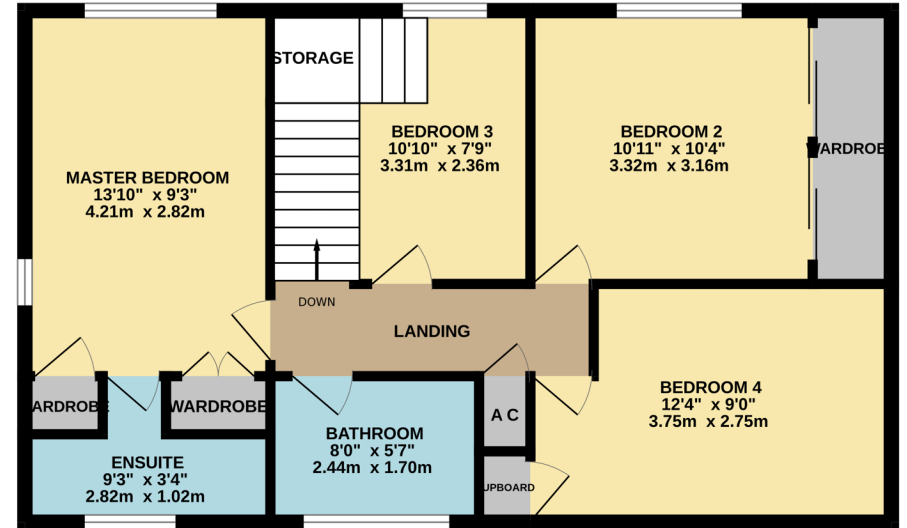 STORAGE
BEDROOM 3
10'10" x 7'9"
3.31m x 2.36m
BEDROOM 2
10'11" x 10'4"
3.32m x 3.16m
WARDROBE
MASTER BEDROOM
13'10" x 9'3"
4.21m x 2.82m
DOWN
LANDING
BEDROOM 4
12'4" x 9'0"
3.75m x 2.75m
ARDROBE
WARDROBE
A C
BATHROOM
8'0" x 5'7"
2.44m x 1.70m
ENSUITE
9'3" x 3'4"
2.82m x 1.02m
UPBOARD